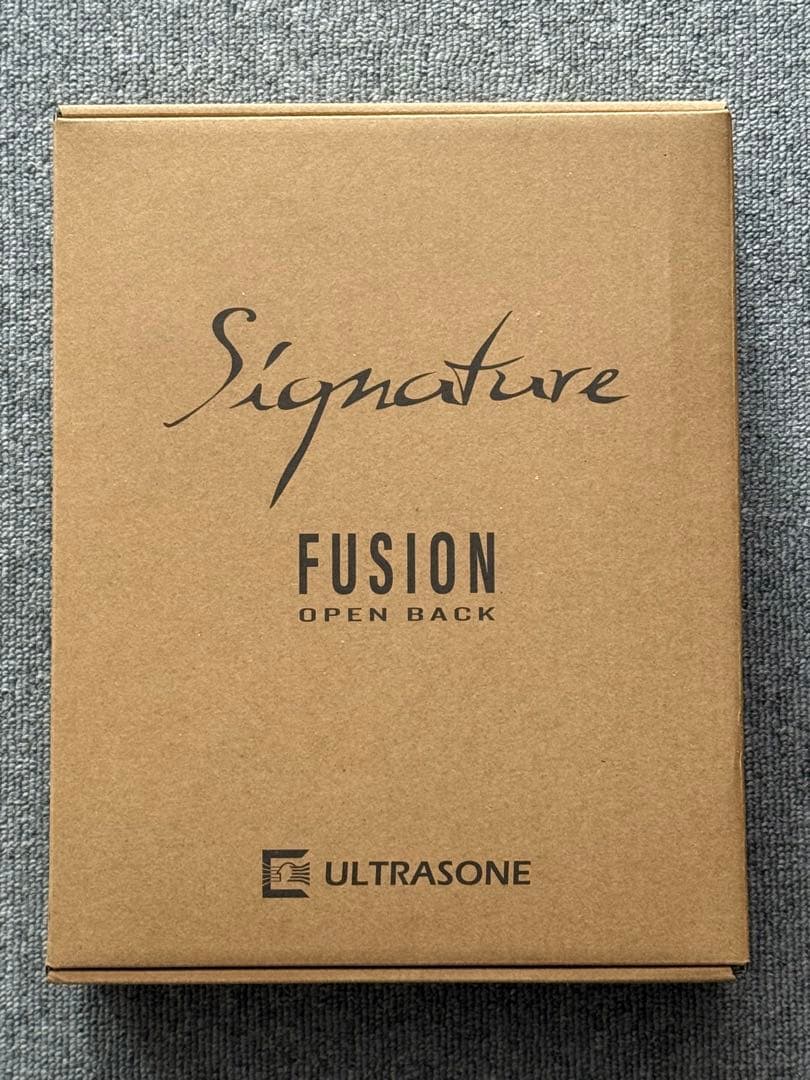 Signature
FUSION
OPEN BACK
ULTRASONE